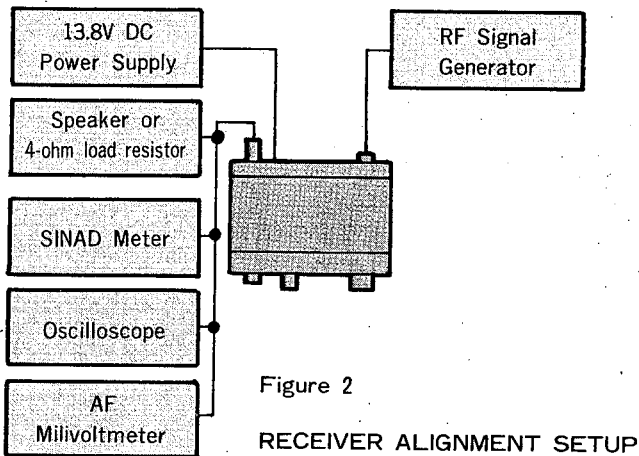 13.8V DC
Power Supply
RF Signal
Generator
Speaker or
4-ohm load resistor
SINAD Meter
Oscilloscope
AF
Milivoltmeter
Figure 2
RECEIVER ALIGNMENT SETUP